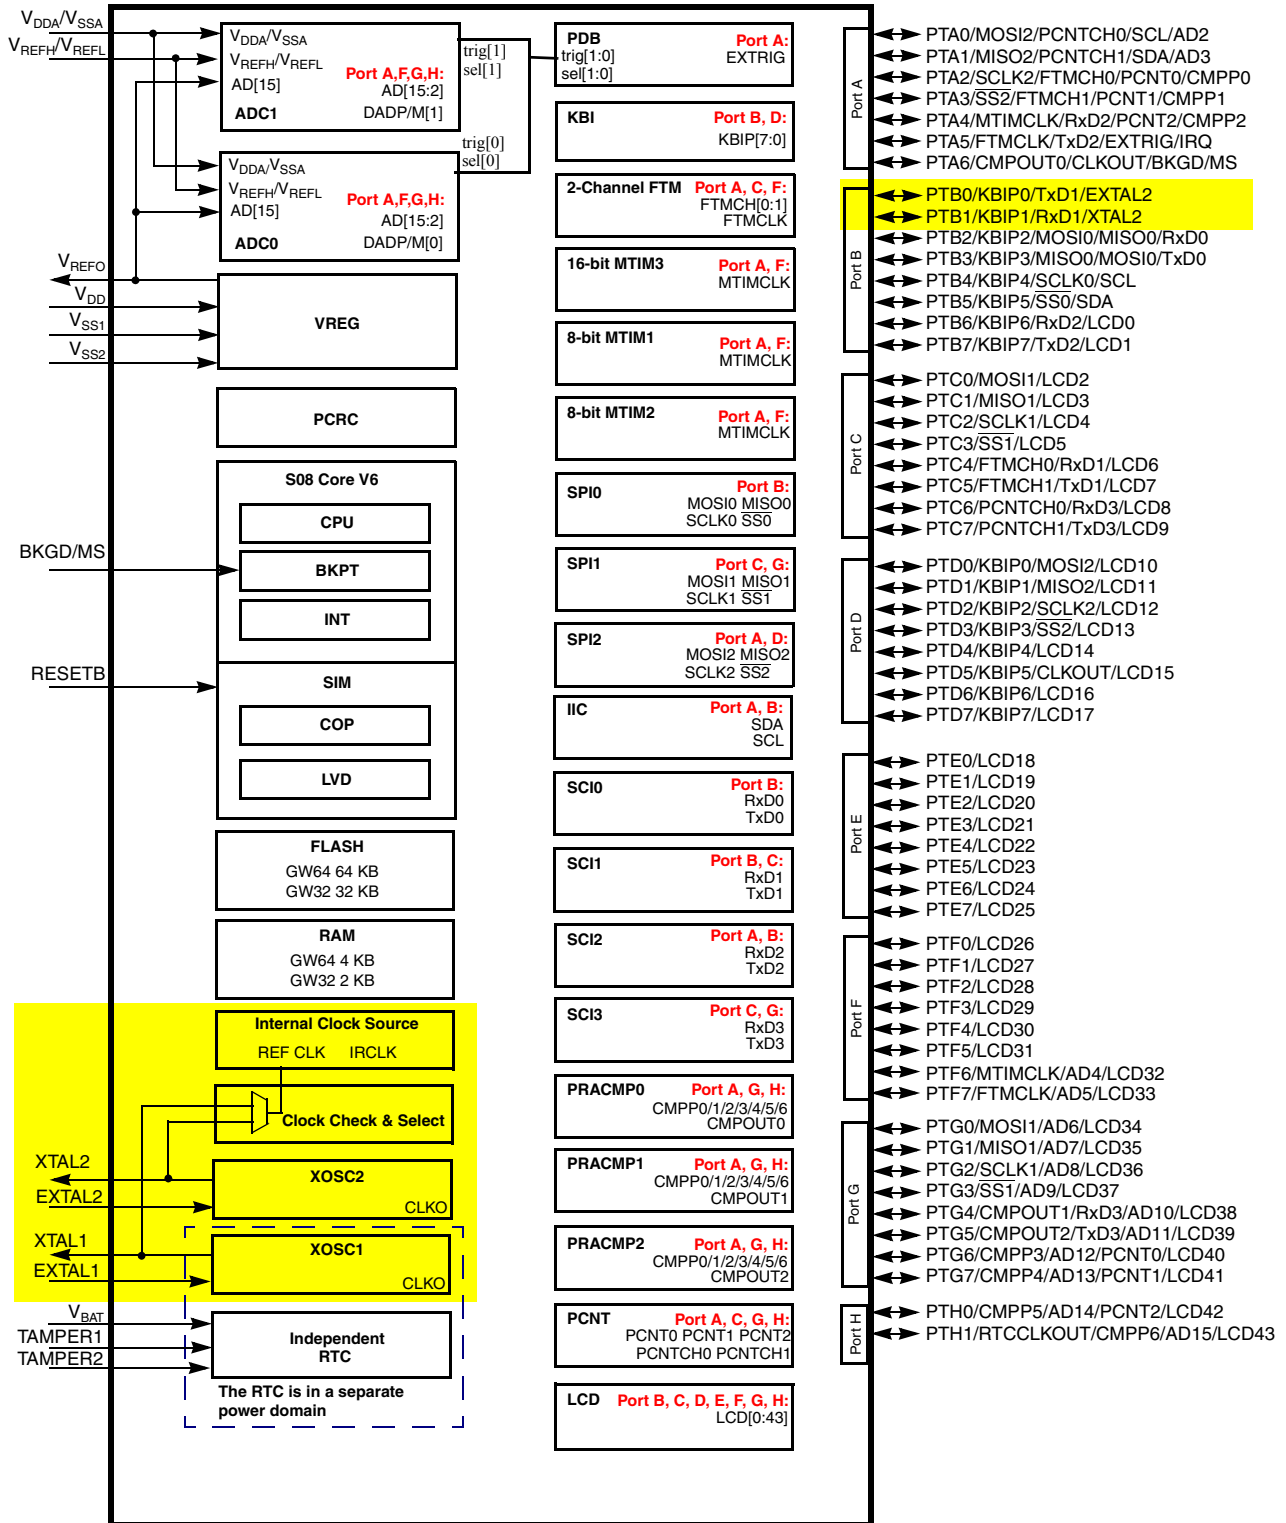 VDDA/VSSA
VREFH/VREFL
VREFO
VDD
VSS1
VSS2
BKGD/MS
RESETB
XTAL2
EXTAL2
XTAL1
EXTAL1
VBAT
TAMPER1
TAMPER2
VDDA/VSSA
VREFH/VREFL
Port A,F,G,H:
AD[15]
AD[15:2]
ADC1
DADP/M[1]
trig[1]
sel[1]
trig[0]
sel[0]
VDDA/VSSA
VREFH/VREFL
Port A,F,G,H:
AD[15]
AD[15:2]
ADC0
DADP/M[0]
VREG
PCRC
S08 Core V6
CPU
BKPT
INT
SIM
COP
LVD
FLASH
GW64 64 KB
GW32 32 KB
RAM
GW64 4 KB
GW32 2 KB
Internal Clock Source
REF CLK IRCLK
Clock Check & Select
XOSC2
CLKO
XOSC1
CLKO
Independent
RTC
The RTC is in a separate
power domain
PDB Port A:
trig[1:0] EXTRIG
sel[1:0]
KBI Port B, D:
KBIP[7:0]
2-Channel FTM Port A, C, F:
FTMCH[0:1]
FTMCLK
16-bit MTIM3 Port A, F:
MTIMCLK
8-bit MTIM1 Port A, F:
MTIMCLK
8-bit MTIM2 Port A, F:
MTIMCLK
SPI0 Port B:
MOSI0 MISO0
SCLK0 SS0
SPI1 Port C, G:
MOSI1 MISO1
SCLK1 SS1
SPI2 Port A, D:
MOSI2 MISO2
SCLK2 SS2
IIC Port A, B:
SDA
SCL
SCI0 Port B:
RxD0
TxD0
SCI1 Port B, C:
RxD1
TxD1
SCI2 Port A, B:
RxD2
TxD2
SCI3 Port C, G:
RxD3
TxD3
PRACMP0 Port A, G, H:
CMPP0/1/2/3/4/5/6
CMPOUT0
PRACMP1 Port A, G, H:
CMPP0/1/2/3/4/5/6
CMPOUT1
PRACMP2 Port A, G, H:
CMPP0/1/2/3/4/5/6
CMPOUT2
PCNT Port A, C, G, H:
PCNT0 PCNT1 PCNT2
PCNTCH0 PCNTCH1
LCD Port B, C, D, E, F, G, H:
LCD[0:43]
Port A
PTA0/MOSI2/PCNTCH0/SCL/AD2
PTA1/MISO2/PCNTCH1/SDA/AD3
PTA2/SCLK2/FTMCH0/PCNT0/CMPP0
PTA3/SS2/FTMCH1/PCNT1/CMPP1
PTA4/MTIMCLK/RxD2/PCNT2/CMPP2
PTA5/FTMCLK/TxD2/EXTRIG/IRQ
PTA6/CMPOUT0/CLKOUT/BKGD/MS
Port B
PTB0/KBIP0/TxD1/EXTAL2
PTB1/KBIP1/RxD1/XTAL2
PTB2/KBIP2/MOSI0/MISO0/RxD0
PTB3/KBIP3/MISO0/MOSI0/TxD0
PTB4/KBIP4/SCLK0/SCL
PTB5/KBIP5/SS0/SDA
PTB6/KBIP6/RxD2/LCD0
PTB7/KBIP7/TxD2/LCD1
Port C
PTC0/MOSI1/LCD2
PTC1/MISO1/LCD3
PTC2/SCLK1/LCD4
PTC3/SS1/LCD5
PTC4/FTMCH0/RxD1/LCD6
PTC5/FTMCH1/TxD1/LCD7
PTC6/PCNTCH0/RxD3/LCD8
PTC7/PCNTCH1/TxD3/LCD9
Port D
PTD0/KBIP0/MOSI2/LCD10
PTD1/KBIP1/MISO2/LCD11
PTD2/KBIP2/SCLK2/LCD12
PTD3/KBIP3/SS2/LCD13
PTD4/KBIP4/LCD14
PTD5/KBIP5/CLKOUT/LCD15
PTD6/KBIP6/LCD16
PTD7/KBIP7/LCD17
Port E
PTE0/LCD18
PTE1/LCD19
PTE2/LCD20
PTE3/LCD21
PTE4/LCD22
PTE5/LCD23
PTE6/LCD24
PTE7/LCD25
Port F
PTF0/LCD26
PTF1/LCD27
PTF2/LCD28
PTF3/LCD29
PTF4/LCD30
PTF5/LCD31
PTF6/MTIMCLK/AD4/LCD32
PTF7/FTMCLK/AD5/LCD33
Port G
PTG0/MOSI1/AD6/LCD34
PTG1/MISO1/AD7/LCD35
PTG2/SCLK1/AD8/LCD36
PTG3/SS1/AD9/LCD37
PTG4/CMPOUT1/RxD3/AD10/LCD38
PTG5/CMPOUT2/TxD3/AD11/LCD39
PTG6/CMPP3/AD12/PCNT0/LCD40
PTG7/CMPP4/AD13/PCNT1/LCD41
Port H
PTH0/CMPP5/AD14/PCNT2/LCD42
PTH1/RTCCLKOUT/CMPP6/AD15/LCD43